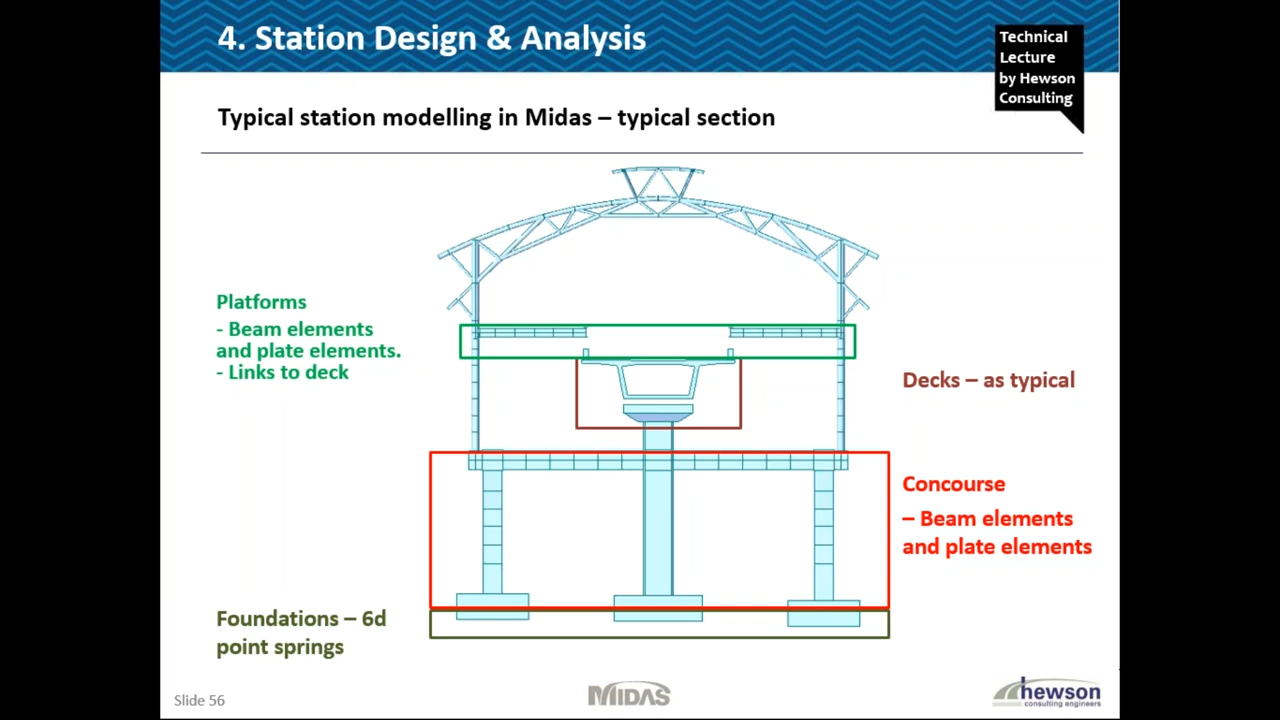 4. Station Design & Analysis
Technical
Lecture
by Hewson
Consulting
Typical station modelling in Midas – typical section
Platforms
- Beam elements
and plate elements.
- Links to deck
Decks – as typical
Concourse
– Beam elements
and plate elements
Foundations – 6d
point springs
Slide 56
MIDAS
hewson
consulting engineers